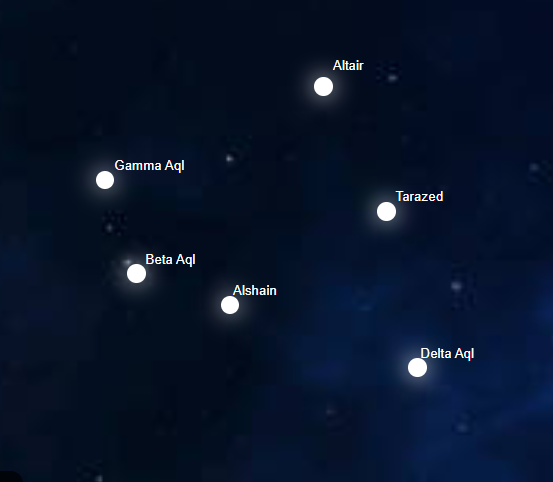 Altair
Gamma Aql
Tarazed
Beta Aql
Alshain
Delta Aql